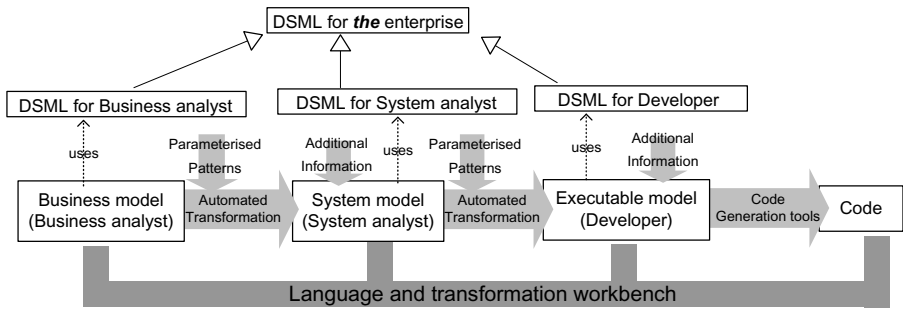 DSML for the enterprise
DSML for Business analyst
DSML for System analyst
DSML for Developer
uses
Parameterised
Patterns
Additional
Information
uses
Parameterised
Patterns
uses
Additional
Information
Business model
(Business analyst)
Automated
Transformation
System model
(System analyst)
Automated
Transformation
Executable model
(Developer)
Code
Generation tools
Code
Language and transformation workbench